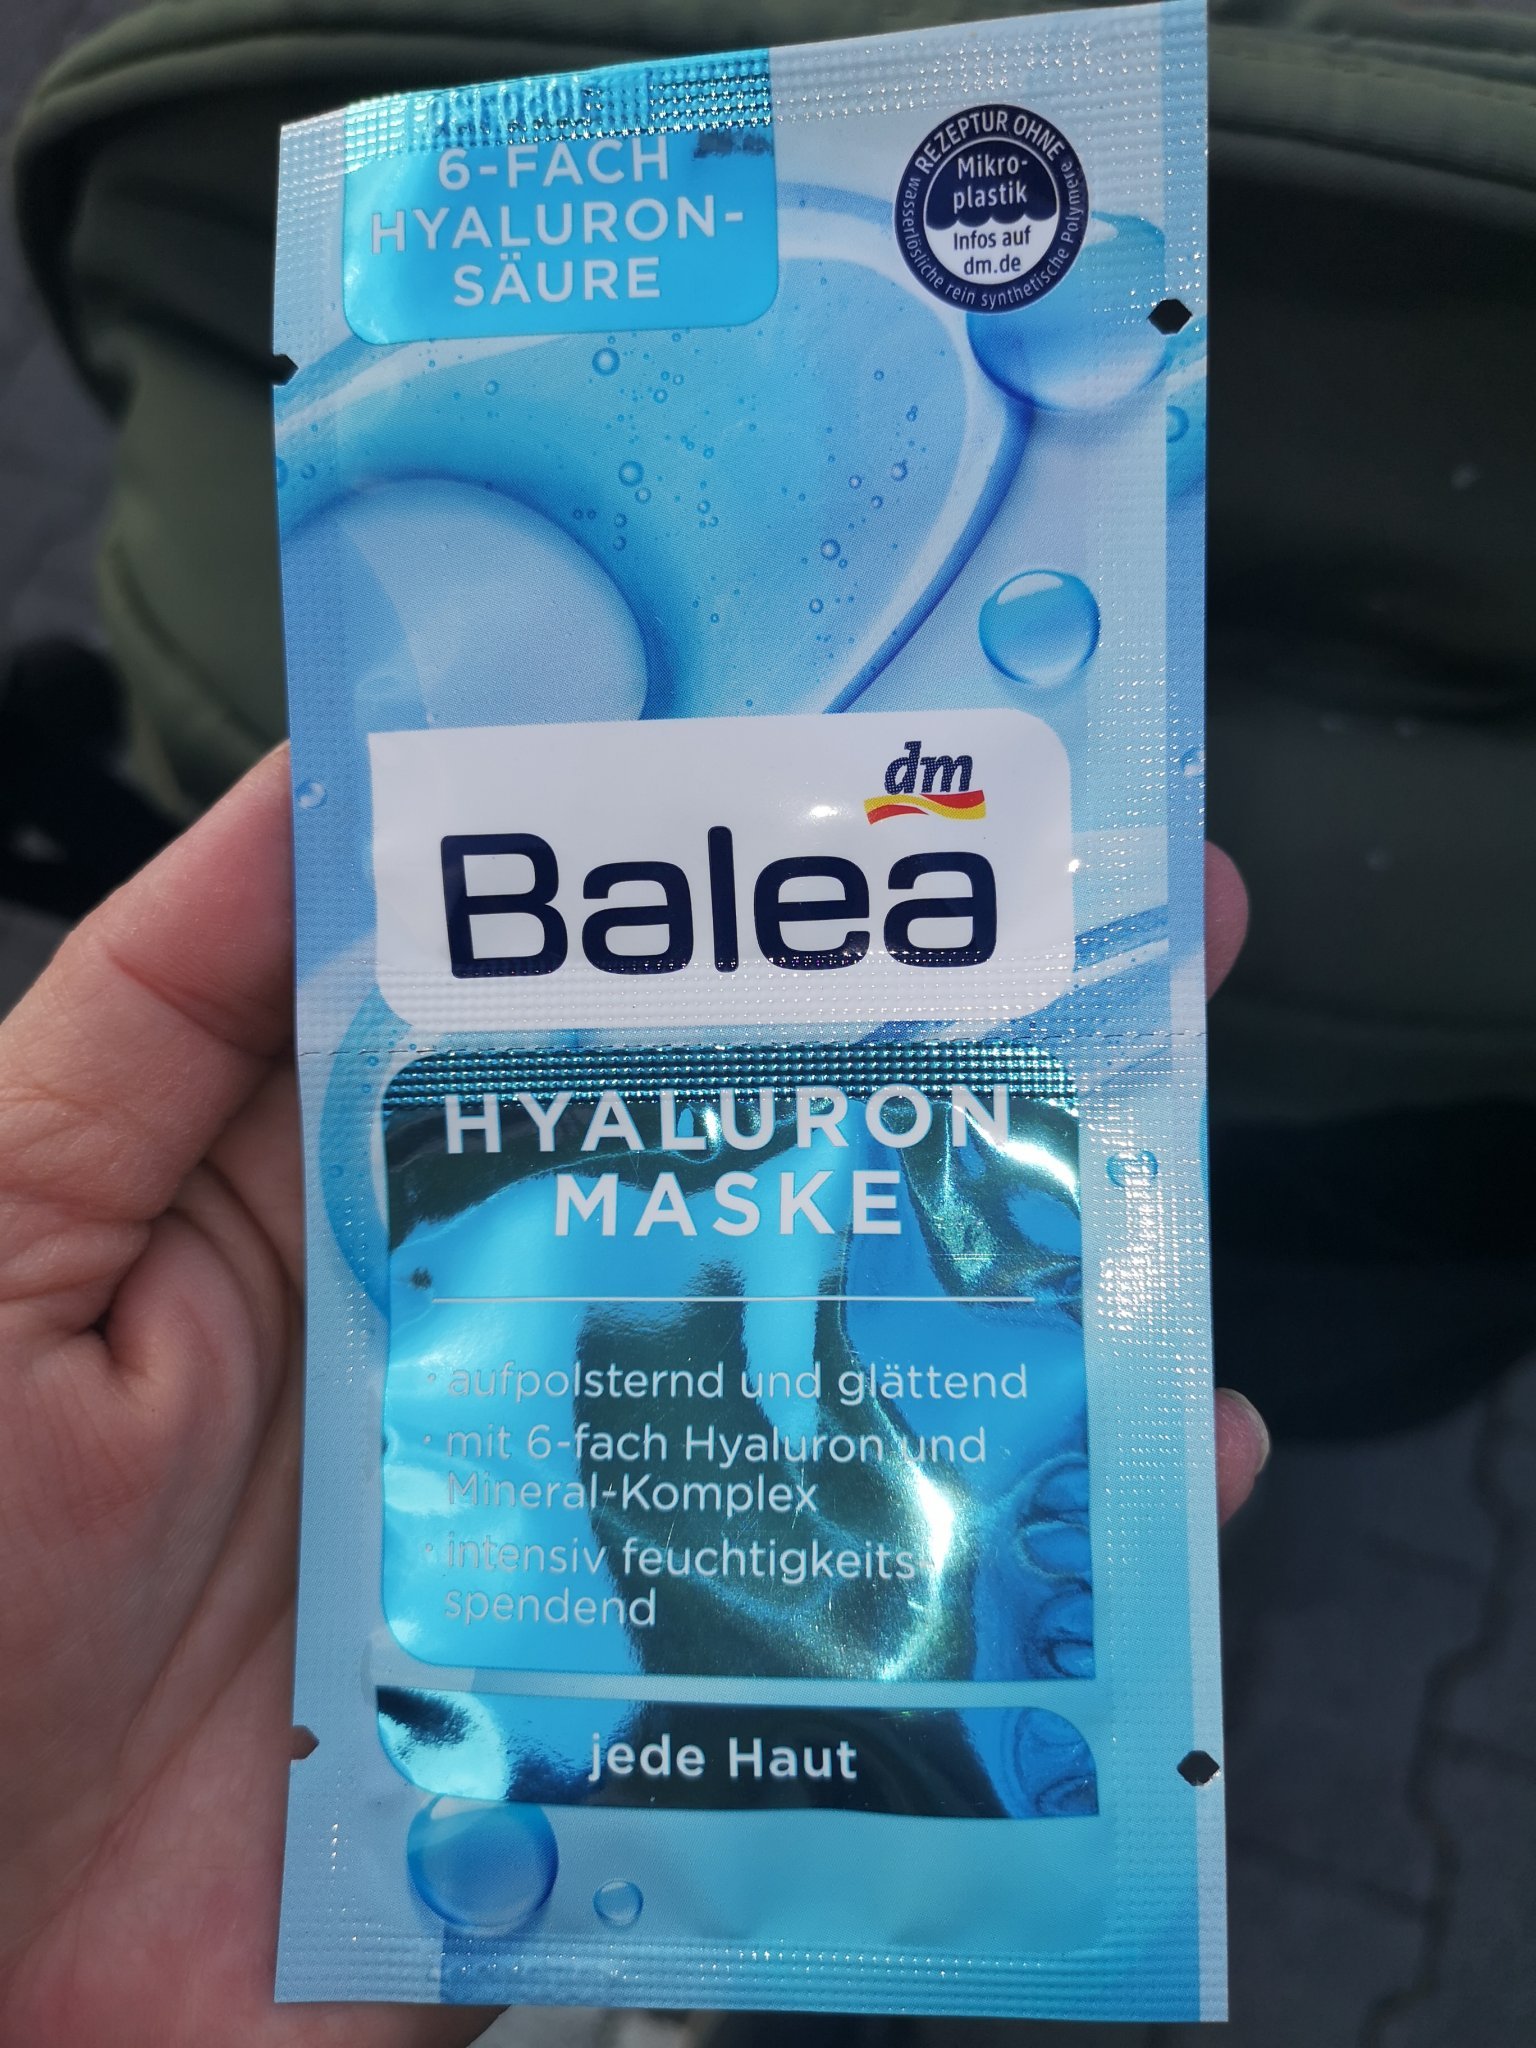 6-FACH
HYALURON-
SÄURE
REZEPTUR OHNE
Mikro-
plastik
Infos auf
dm.de
wasserlösliche rein synthetische Polymere
dm
Balea
HYALURON
MASKE
· aufpolsternd und glättend
· mit 6-fach Hyaluron und
Mineral-Komplex
· intensiv feuchtigkeits-
spendend
jede Haut